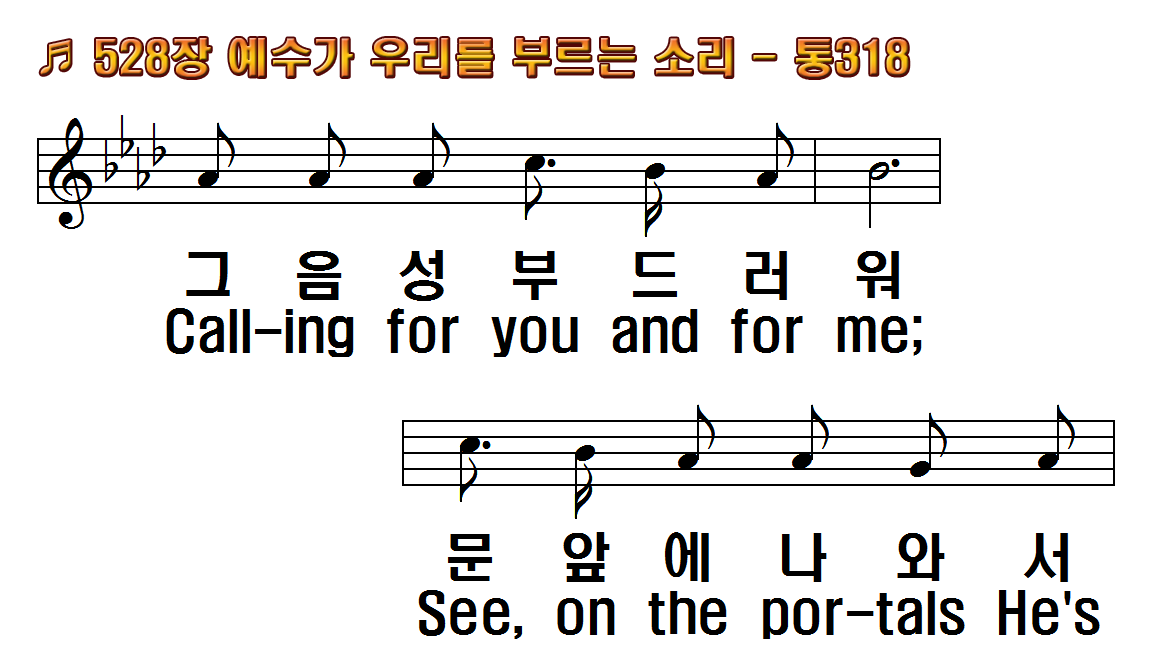 528장 예수가 우리를 부르는 소리 - 통318
그 음 성 부 드 러 워
Call-ing for you and for me;
문 앞 에 나 와 서
See, on the por-tals He's